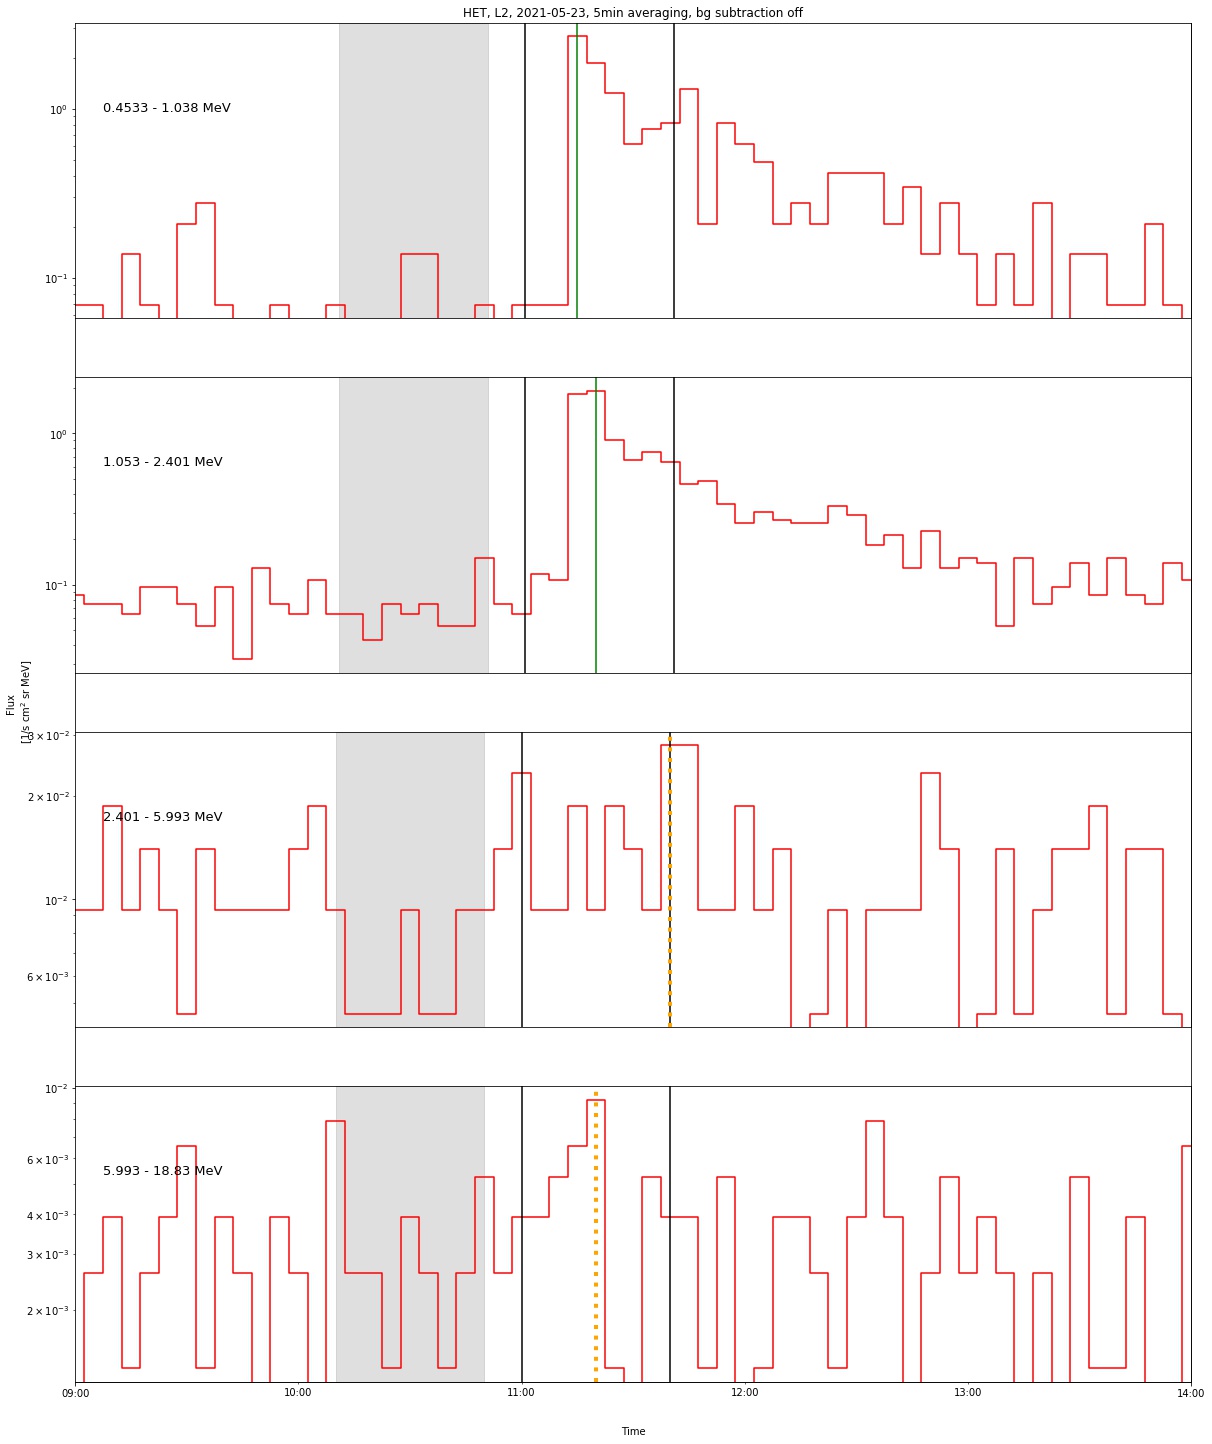 HET, L2, 2021-05-23, 5min averaging, bg subtraction off
10⁰
0.4533 - 1.038 MeV
10⁻¹
10⁰
1.053 - 2.401 MeV
10⁻¹
Flux
[1/s cm² sr MeV]
3 × 10⁻²
2 × 10⁻²
2.401 - 5.993 MeV
10⁻²
6 × 10⁻³
10⁻²
6 × 10⁻³
5.993 - 18.83 MeV
4 × 10⁻³
3 × 10⁻³
2 × 10⁻³
09:00 10:00 11:00 12:00 13:00 14:00
Time